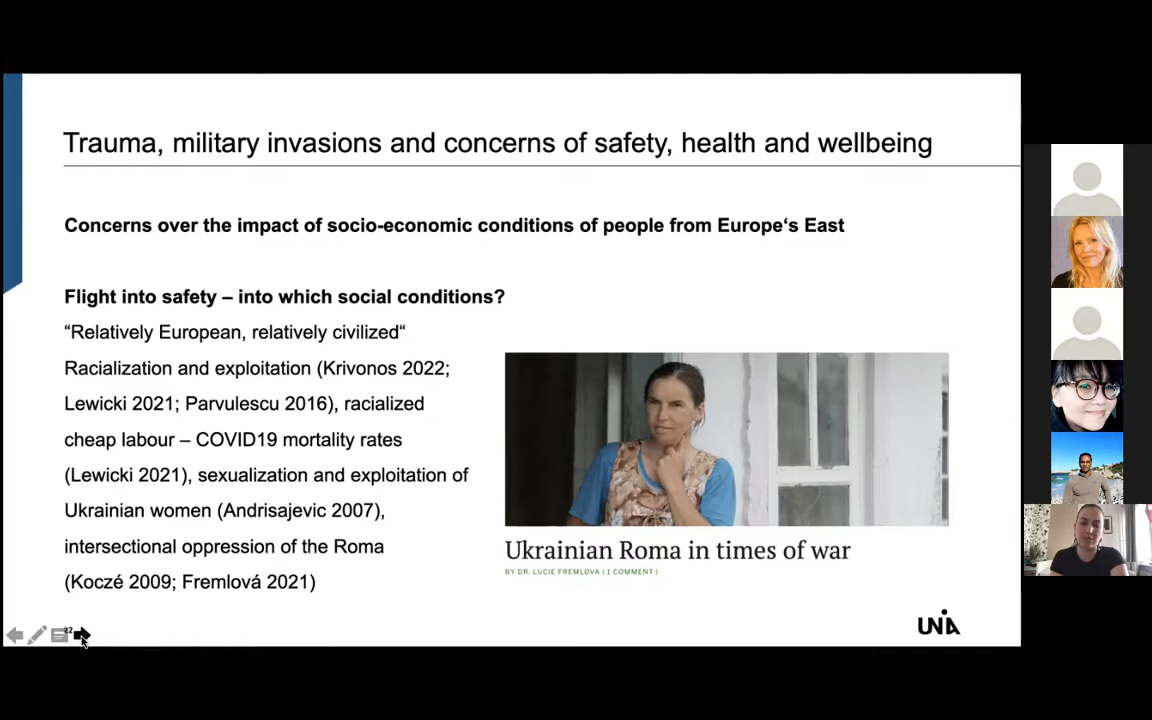 Trauma, military invasions and concerns of safety, health and wellbeing
Concerns over the impact of socio-economic conditions of people from Europe‘s East
Flight into safety – into which social conditions?
“Relatively European, relatively civilized“
Racialization and exploitation (Krivonos 2022;
Lewicki 2021; Parvulescu 2016), racialized
cheap labour – COVID19 mortality rates
(Lewicki 2021), sexualization and exploitation of
Ukrainian women (Andrisajevic 2007),
intersectional oppression of the Roma
(Koczé 2009; Fremlová 2021)
Ukrainian Roma in times of war
BY DR. LUCIE FREMLOVA ( 1 COMMENT )
22
UNIA